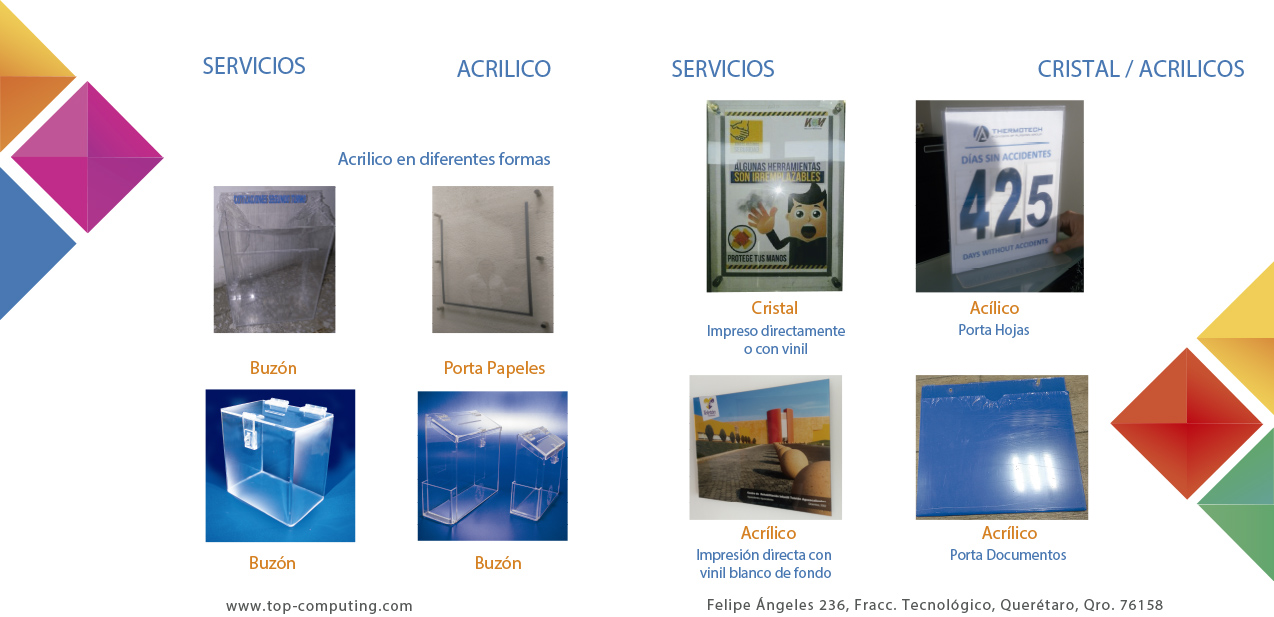 SERVICIOS
ACRILICO
Acrilico en diferentes formas
Buzón
Porta Papeles
Buzón
Buzón
www.top-computing.com
SERVICIOS
CRISTAL / ACRILICOS
ALGUNAS HERRAMIENTAS
SON IRREMPLAZABLES
PROTEGE TUS MANOS
Cristal
Impreso directamente
o con vinil
THERMOTECH
DÍAS SIN ACCIDENTES
425
DAYS WITHOUT ACCIDENTS
Acílico
Porta Hojas
Acrílico
Impresión directa con
vinil blanco de fondo
Acrílico
Porta Documentos
Felipe Ángeles 236, Fracc. Tecnológico, Querétaro, Qro. 76158